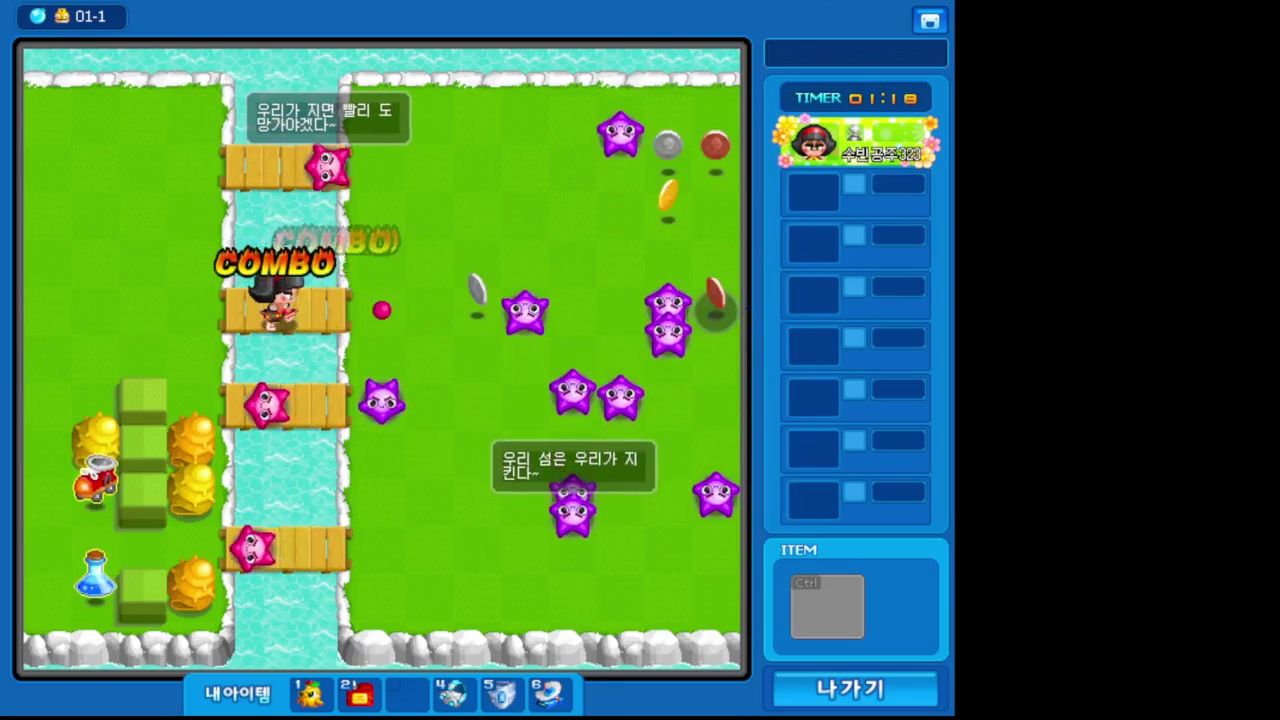 01-1
우리가 지면 빨리 도
망가야겠다~
TIMER 01:16
수빈공주323
COMBO
COMBO
우리 섬은 우리가 지
킨다~
ITEM
Ctrl
내아이템
1
2
4
5
6
나가기